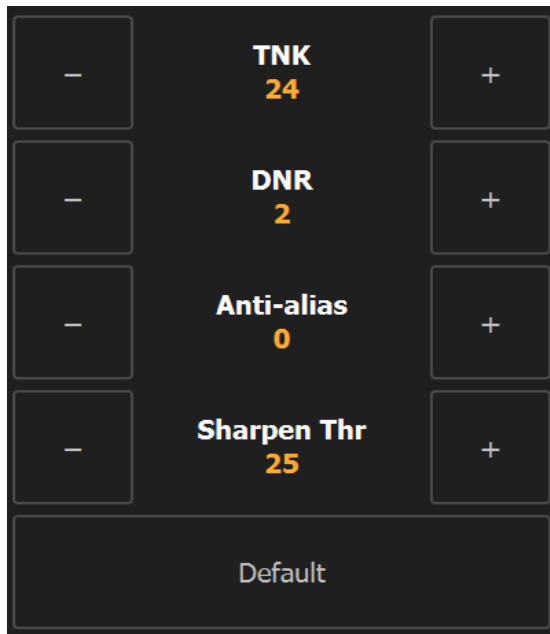 − TNK +
24
− DNR +
2
− Anti-alias +
0
− Sharpen Thr +
25
Default